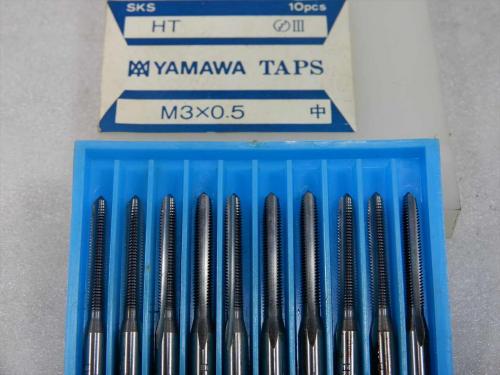 SKS 10pcs
HT III
YAMAWA TAPS
M3×0.5 中